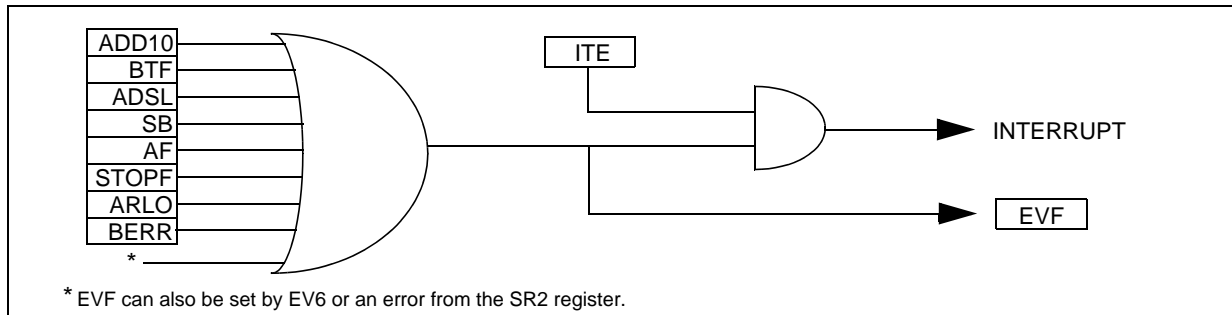 ADD10
BTF
ADSL
SB
AF
STOPF
ARLO
BERR
*
ITE
INTERRUPT
EVF
* EVF can also be set by EV6 or an error from the SR2 register.